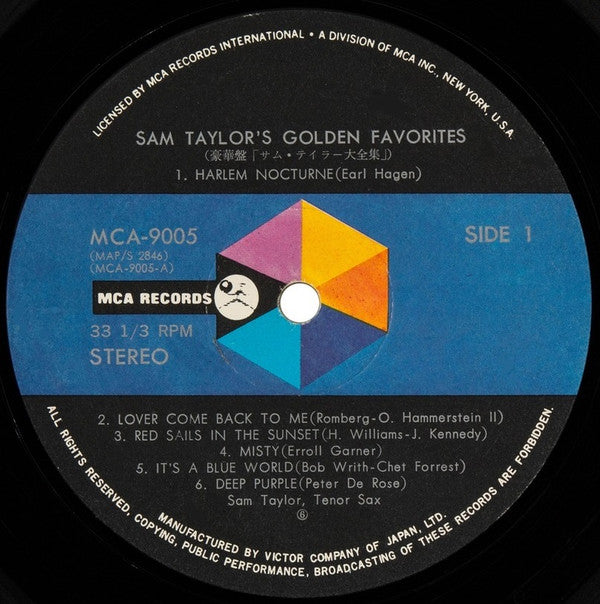 LICENSED BY MCA RECORDS INTERNATIONAL • A DIVISION OF MCA INC., NEW YORK, U.S.A.
SAM TAYLOR'S GOLDEN FAVORITES
(豪華盤「サム・テイラー大全集」)
1. HARLEM NOCTURNE(Earl Hagen)
MCA-9005
SIDE 1
(MAP/S 2846)
(MCA-9005-A)
MCA RECORDS
33 1/3 RPM
STEREO
2. LOVER COME BACK TO ME(Romberg-O. Hammerstein II)
3. RED SAILS IN THE SUNSET(H. Williams-J. Kennedy)
4. MISTY(Erroll Garner)
5. IT'S A BLUE WORLD(Bob Writh-Chet Forrest)
6. DEEP PURPLE(Peter De Rose)
Sam Taylor, Tenor Sax
⑥
MANUFACTURED BY VICTOR COMPANY OF JAPAN, LTD.
ALL RIGHTS RESERVED, COPYING, PUBLIC PERFORMANCE, BROADCASTING OF THESE RECORDS ARE FORBIDDEN.